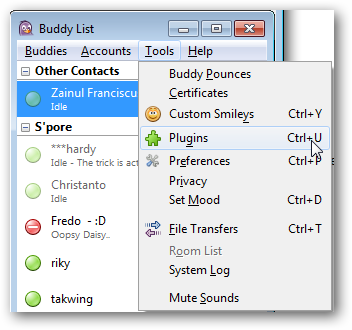 Buddy List
Buddies Accounts Tools Help
Other Contacts
Zainul Franciscu
Idle
S'pore
***hardy
Idle - The trick is act
Christanto
Idle
Fredo - :D
Oopsy Daisy..
riky
takwing
Buddy Pounces
Certificates
Custom Smileys Ctrl+Y
Plugins Ctrl+U
Preferences Ctrl+P
Privacy
Set Mood Ctrl+D
File Transfers Ctrl+T
Room List
System Log
Mute Sounds